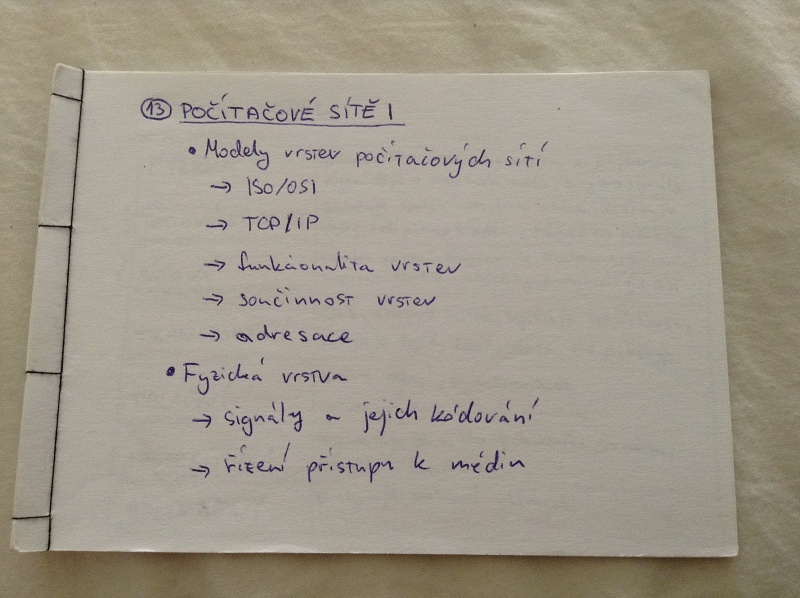 13 POČÍTAČOVÉ SÍTĚ I
• Modely vrstev počítačových sítí
→ ISO/OSI
→ TCP/IP
→ funkcionalita vrstev
→ součinnost vrstev
→ adresace
• Fyzická vrstva
→ signály a jejich kódování
→ řízení přístupu k médiu